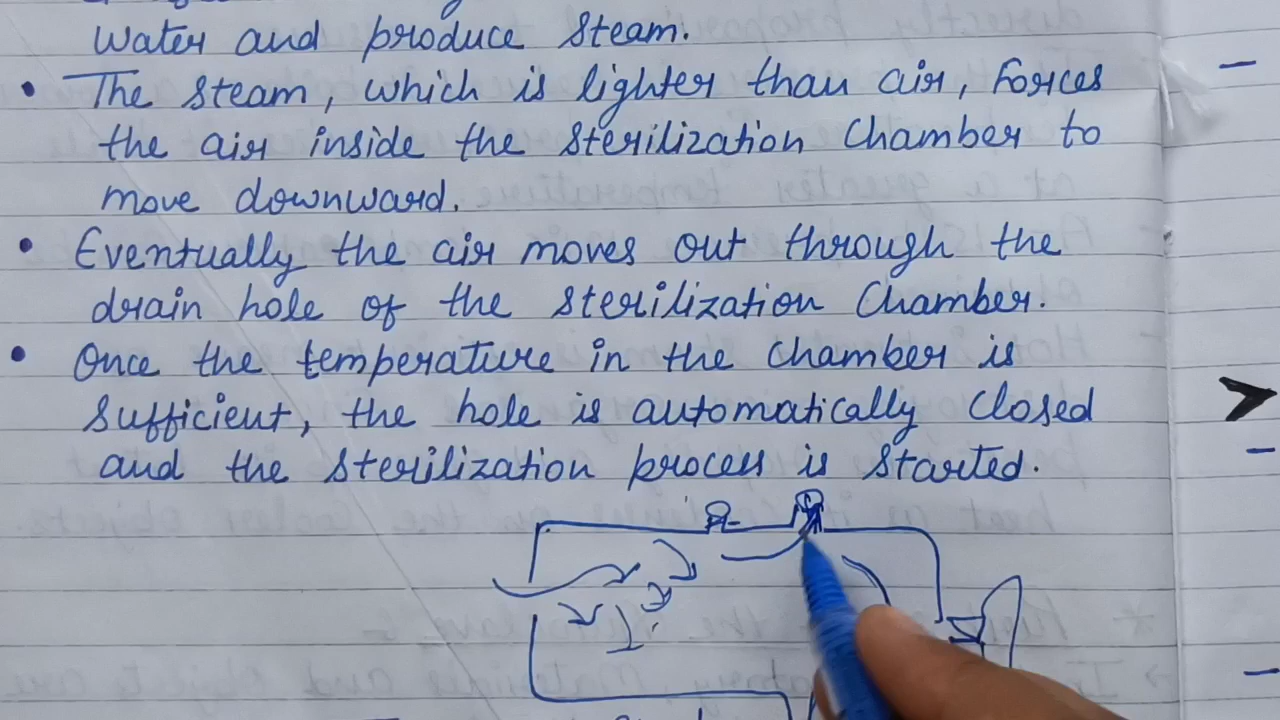 Water and produce steam.
• The steam, which is lighter than air, Forces
the air inside the sterilization Chamber to
move downward.
• Eventually the air moves out through the
drain hole of the sterilization Chamber.
• Once the temperature in the chamber is
sufficient, the hole is automatically closed
and the sterilization process is started.